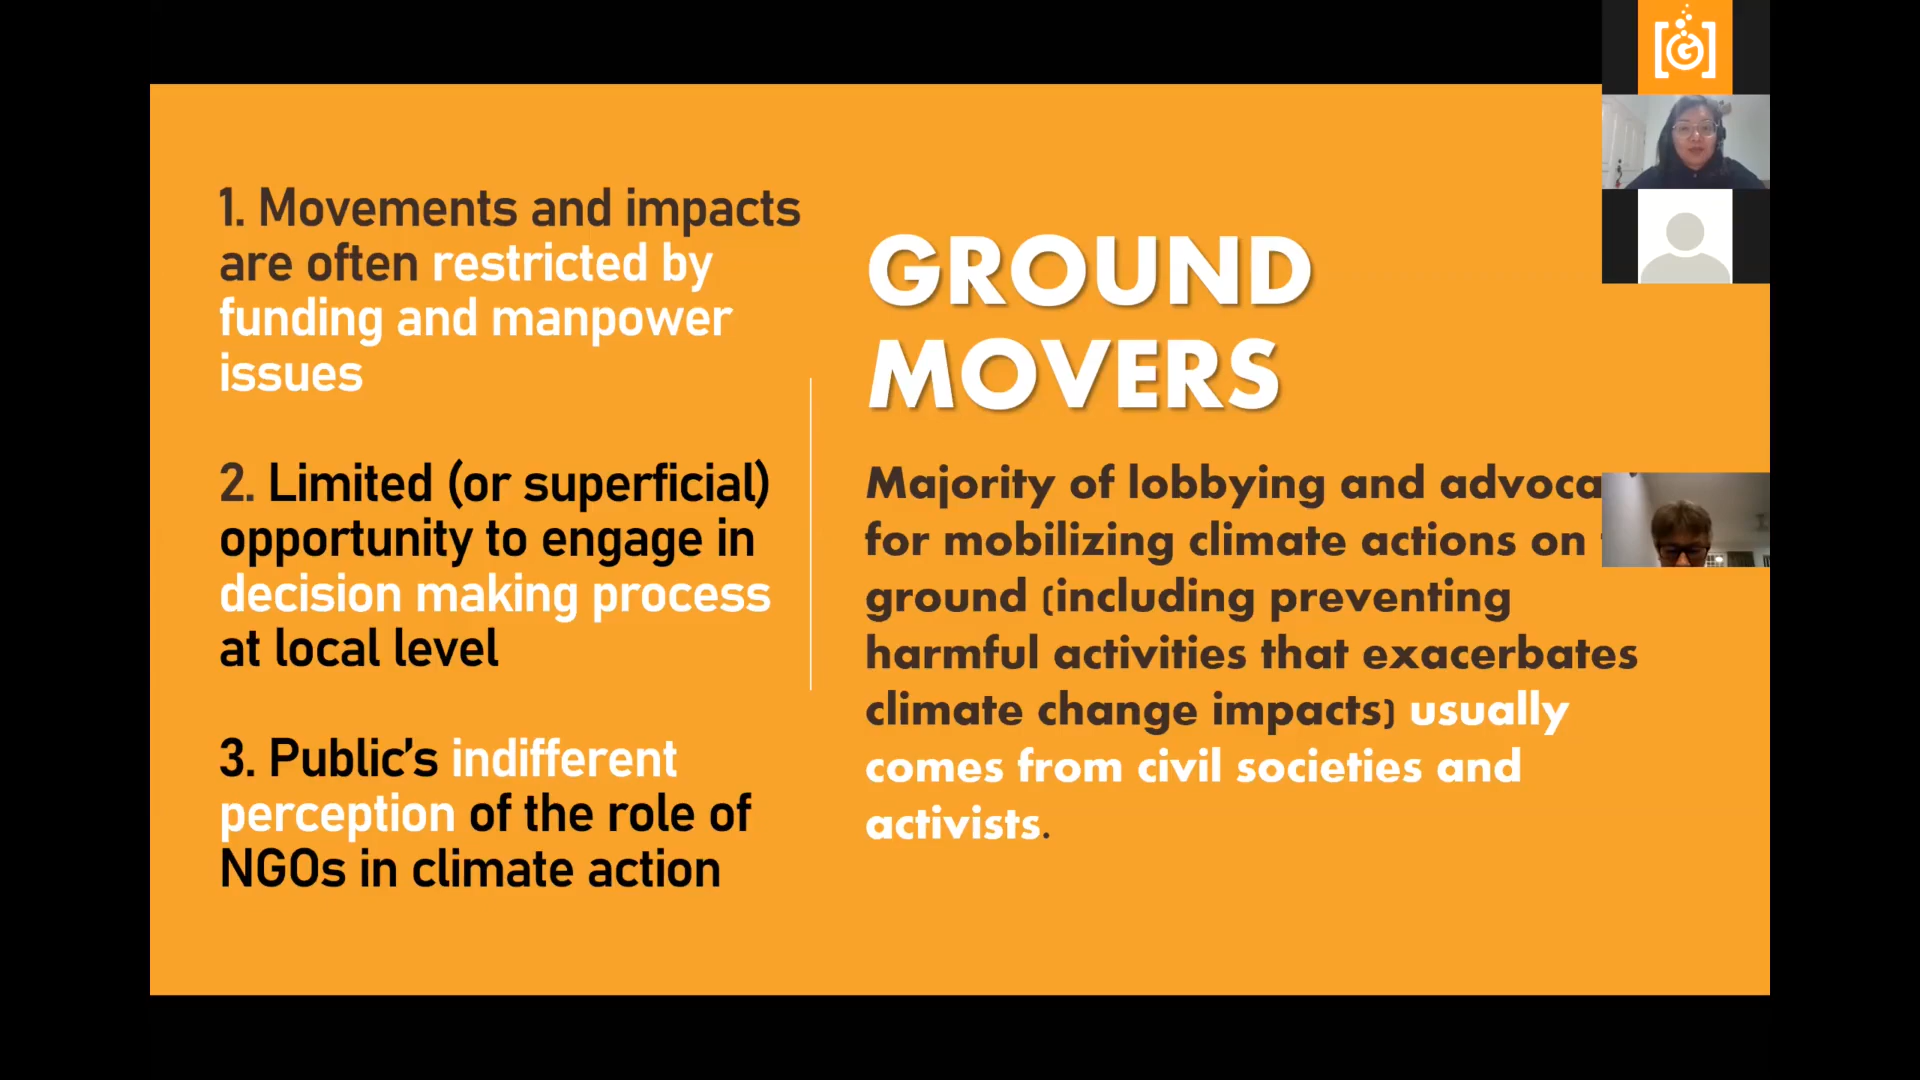 1. Movements and impacts
are often restricted by
funding and manpower
issues
2. Limited (or superficial)
opportunity to engage in
decision making process
at local level
3. Public's indifferent
perception of the role of
NGOs in climate action
GROUND
MOVERS
Majority of lobbying and
for mobilizing climate actions on
ground (including preventing
harmful activities that exacerbates
climate change impacts) usually
comes from civil societies and
activists.
[G]